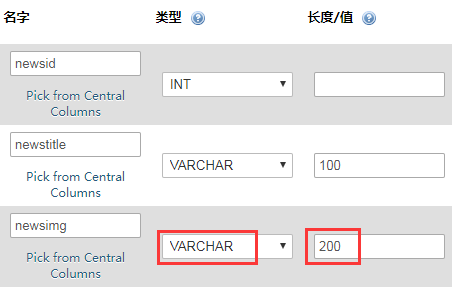 名字 类型 长度/值
newsid
Pick from Central
Columns
INT
newstitle
Pick from Central
Columns
VARCHAR 100
newsimg
Pick from Central
Columns
VARCHAR 200